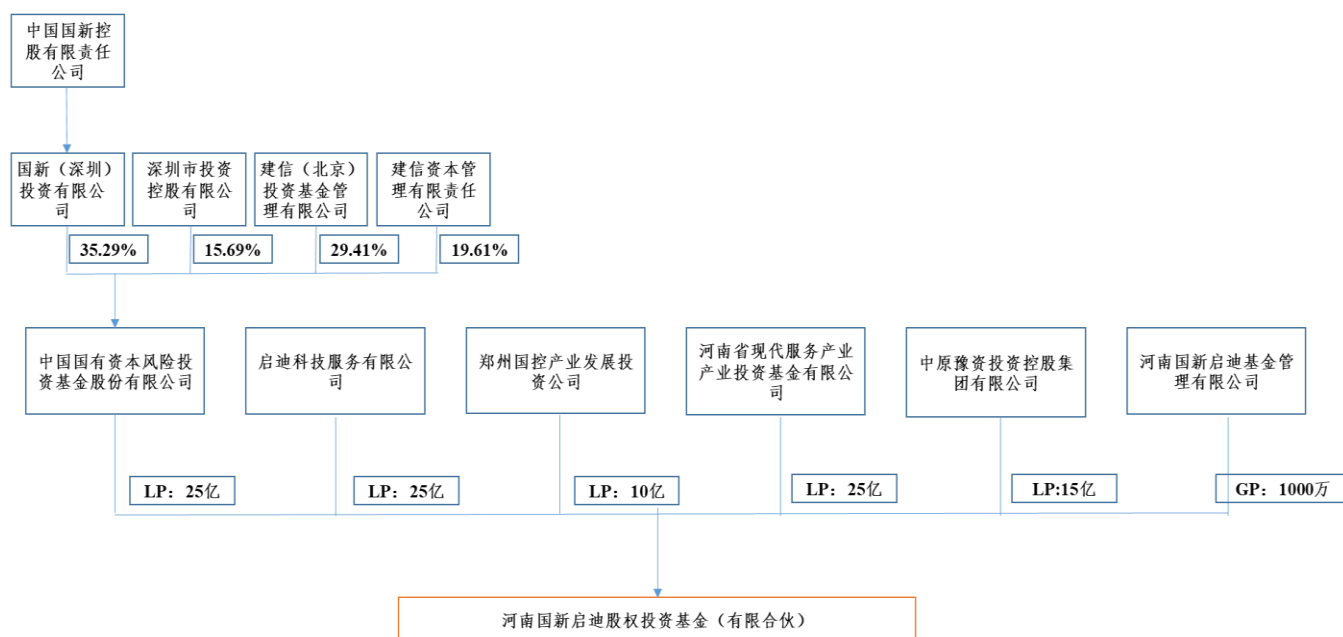 中国国新控
股有限责任
公司
国新（深圳）
投资有限公
司
深圳市投资
控股有限公
司
建信（北京）
投资基金管
理有限公司
建信资本管
理有限责任
公司
35.29%
15.69%
29.41%
19.61%
中国国有资本风险投
资基金股份有限公司
启迪科技服务有限公
司
郑州国控产业发展投
资公司
河南省现代服务产业
产业投资基金有限公
司
中原豫资投资控股集
团有限公司
河南国新启迪基金管
理有限公司
LP：25亿
LP：25亿
LP：10亿
LP：25亿
LP:15亿
GP：1000万
河南国新启迪股权投资基金（有限合伙）